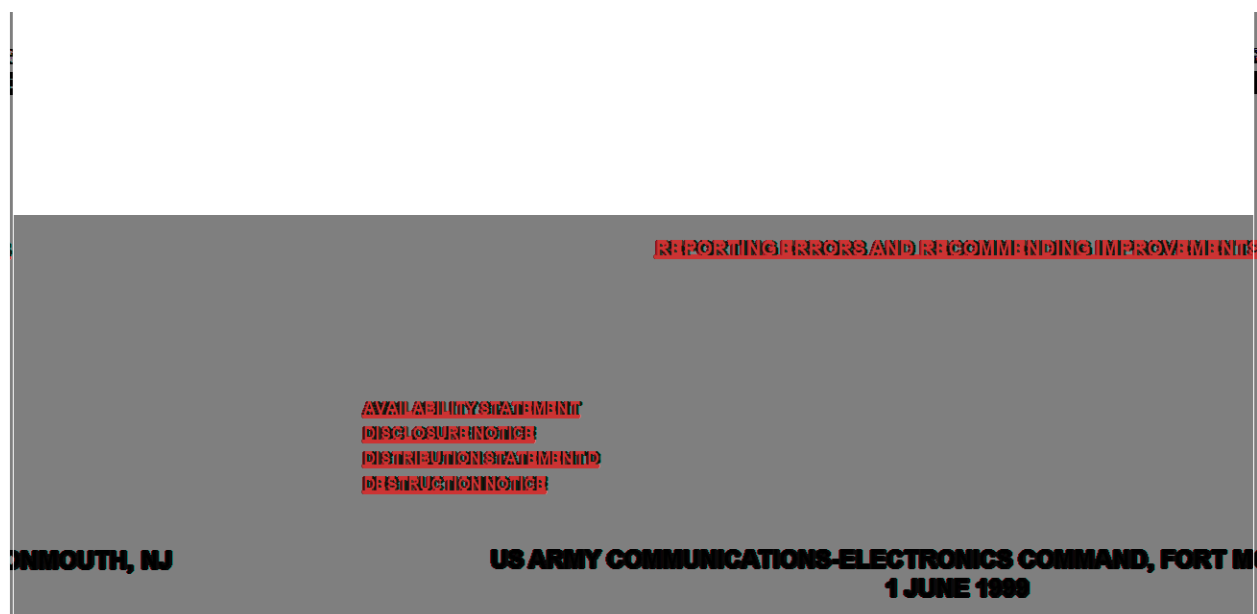 REPORTING ERRORS AND RECOMMENDING IMPROVEMENTS
AVAILABILITY STATEMENT
DISCLOSURE NOTICE
DISTRIBUTION STATEMENT D
DESTRUCTION NOTICE
ONMOUTH, NJ
US ARMY COMMUNICATIONS-ELECTRONICS COMMAND, FORT M
1 JUNE 1999